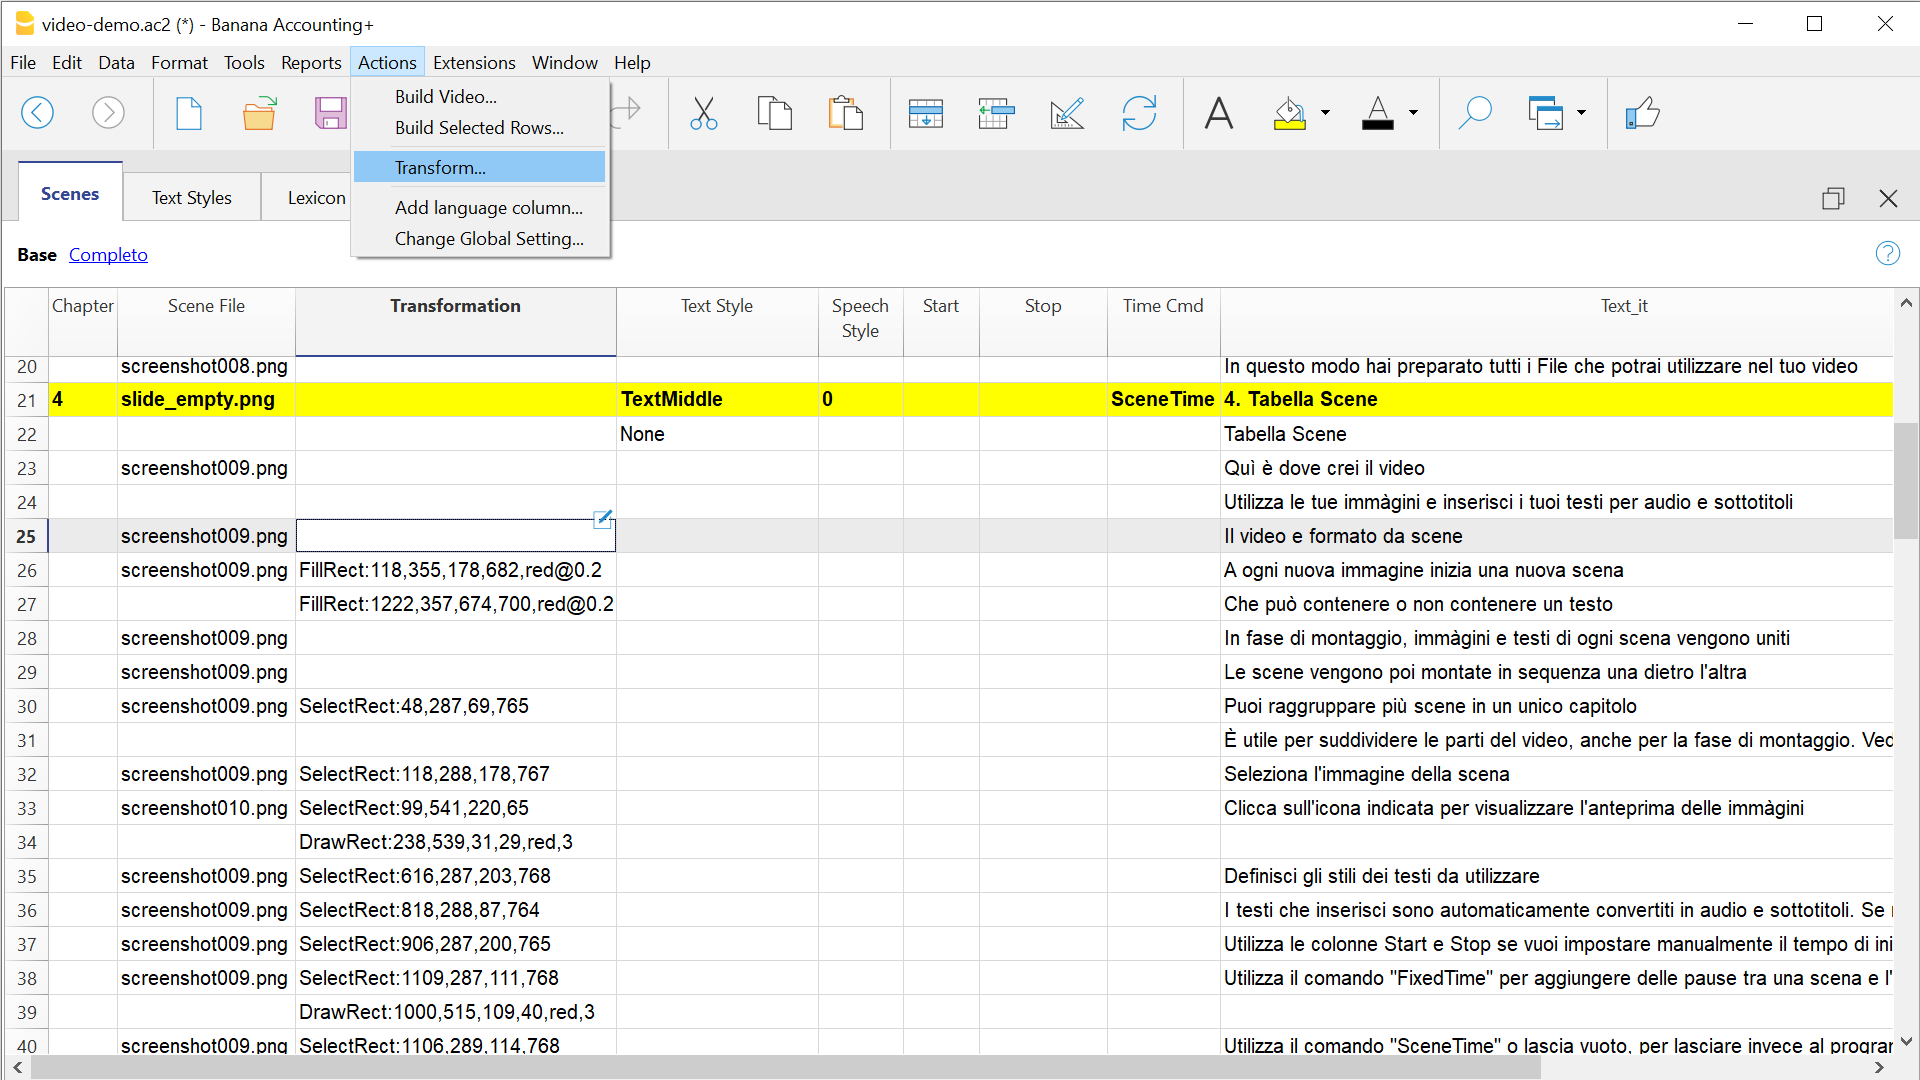 video-demo.ac2 (*) - Banana Accounting+
File Edit Data Format Tools Reports Actions Extensions Window Help
Build Video...
Build Selected Rows...
Transform...
Add language column...
Change Global Setting...
Scenes Text Styles Lexicon
Base Completo
Chapter Scene File Transformation Text Style Speech Style Start Stop Time Cmd Text_it
20 screenshot008.png In questo modo hai preparato tutti i File che potrai utilizzare nel tuo video
21 4 slide_empty.png TextMiddle 0 SceneTime 4. Tabella Scene
22 None Tabella Scene
23 screenshot009.png Quì è dove crei il video
24 Utilizza le tue immàgini e inserisci i tuoi testi per audio e sottotitoli
25 screenshot009.png Il video e formato da scene
26 screenshot009.png FillRect:118,355,178,682,red@0.2 A ogni nuova immagine inizia una nuova scena
27 FillRect:1222,357,674,700,red@0.2 Che può contenere o non contenere un testo
28 screenshot009.png In fase di montaggio, immàgini e testi di ogni scena vengono uniti
29 screenshot009.png Le scene vengono poi montate in sequenza una dietro l'altra
30 screenshot009.png SelectRect:48,287,69,765 Puoi raggruppare più scene in un unico capitolo
31 È utile per suddividere le parti del video, anche per la fase di montaggio. Ved
32 screenshot009.png SelectRect:118,288,178,767 Seleziona l'immagine della scena
33 screenshot010.png SelectRect:99,541,220,65 Clicca sull'icona indicata per visualizzare l'anteprima delle immàgini
34 DrawRect:238,539,31,29,red,3
35 screenshot009.png SelectRect:616,287,203,768 Definisci gli stili dei testi da utilizzare
36 screenshot009.png SelectRect:818,288,87,764 I testi che inserisci sono automaticamente convertiti in audio e sottotitoli. Se
37 screenshot009.png SelectRect:906,287,200,765 Utilizza le colonne Start e Stop se vuoi impostare manualmente il tempo di ini
38 screenshot009.png SelectRect:1109,287,111,768 Utilizza il comando "FixedTime" per aggiungere delle pause tra una scena e l'
39 DrawRect:1000,515,109,40,red,3
40 screenshot009.png SelectRect:1106,289,114,768 Utilizza il comando "SceneTime" o lascia vuoto, per lasciare invece al progra